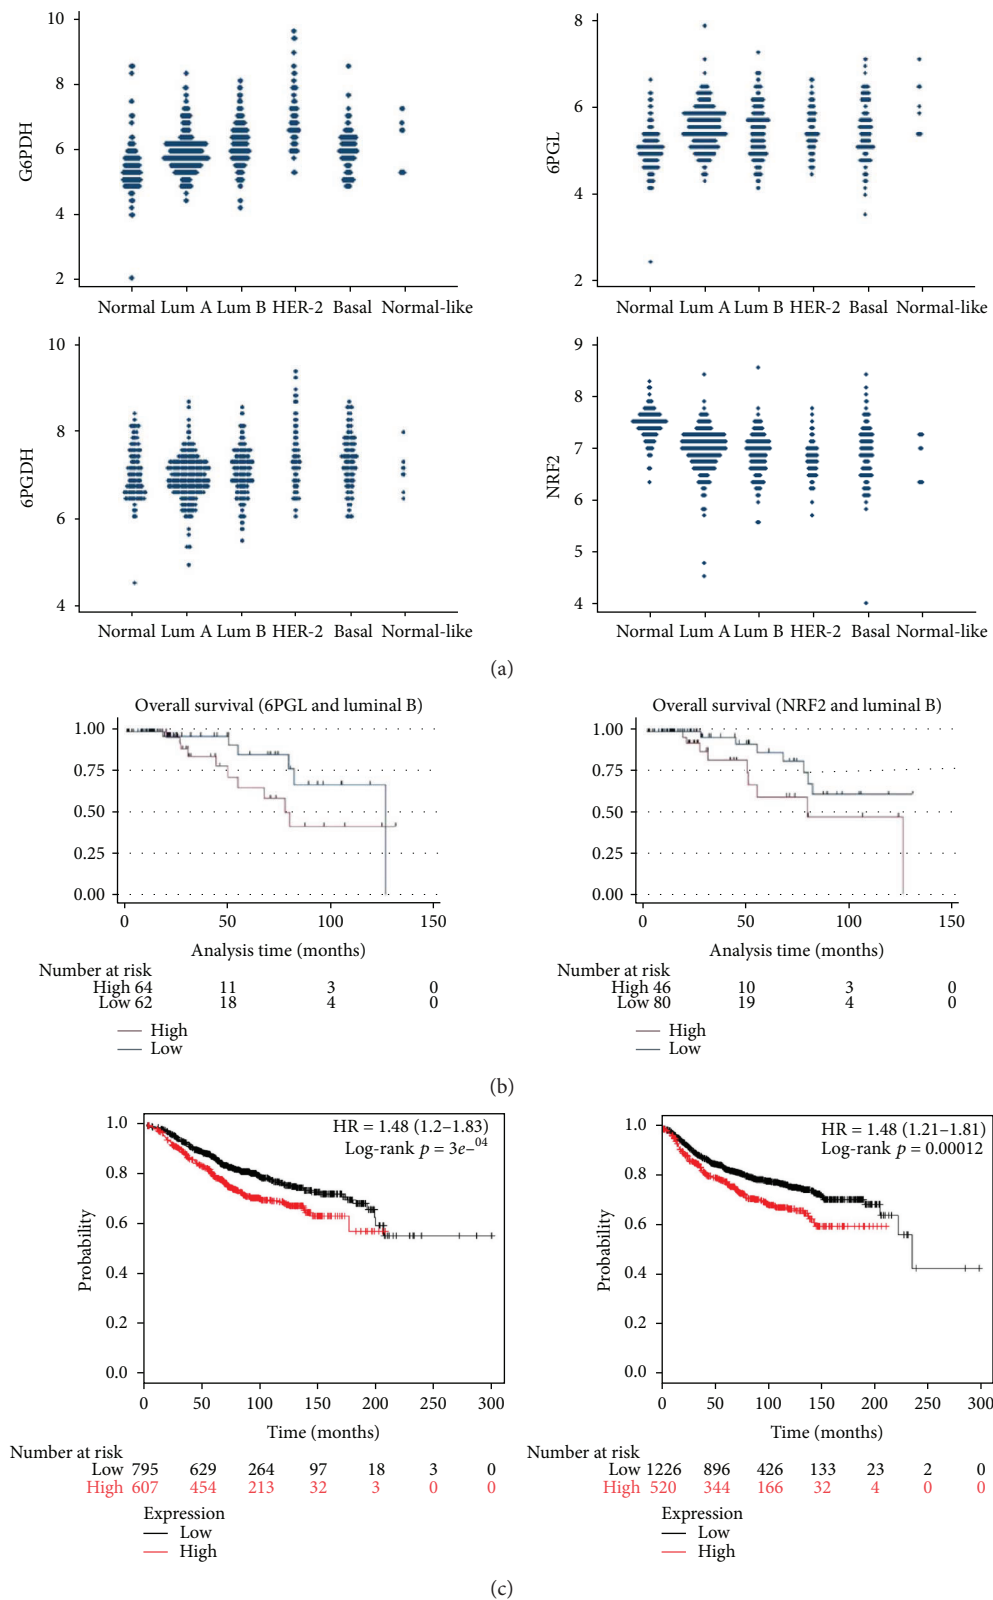 G6PDH
10
8
6
4
2
Normal Lum A Lum B HER-2 Basal Normal-like
6PGL
8
6
4
2
Normal Lum A Lum B HER-2 Basal Normal-like
6PGDH
10
8
6
4
Normal Lum A Lum B HER-2 Basal Normal-like
NRF2
9
8
7
6
5
4
Normal Lum A Lum B HER-2 Basal Normal-like
(a)
Overall survival (6PGL and luminal B)
1.00
0.75
0.50
0.25
0.00
0 50 100 150
Analysis time (months)
Number at risk
High 64 11 3 0
Low 62 18 4 0
High
Low
Overall survival (NRF2 and luminal B)
1.00
0.75
0.50
0.25
0.00
0 50 100 150
Analysis time (months)
Number at risk
High 46 10 3 0
Low 80 19 4 0
High
Low
(b)
HR = 1.48 (1.2–1.83)
Log-rank p = 3e–04
Probability
1.0
0.8
0.6
0.4
0.2
0.0
0 50 100 150 200 250 300
Time (months)
Number at risk
Low 795 629 264 97 18 3 0
High 607 454 213 32 3 0 0
Expression
Low
High
HR = 1.48 (1.21–1.81)
Log-rank p = 0.00012
Probability
1.0
0.8
0.6
0.4
0.2
0.0
0 50 100 150 200 250 300
Time (months)
Number at risk
Low 1226 896 426 133 23 2 0
High 520 344 166 32 4 0 0
Expression
Low
High
(c)